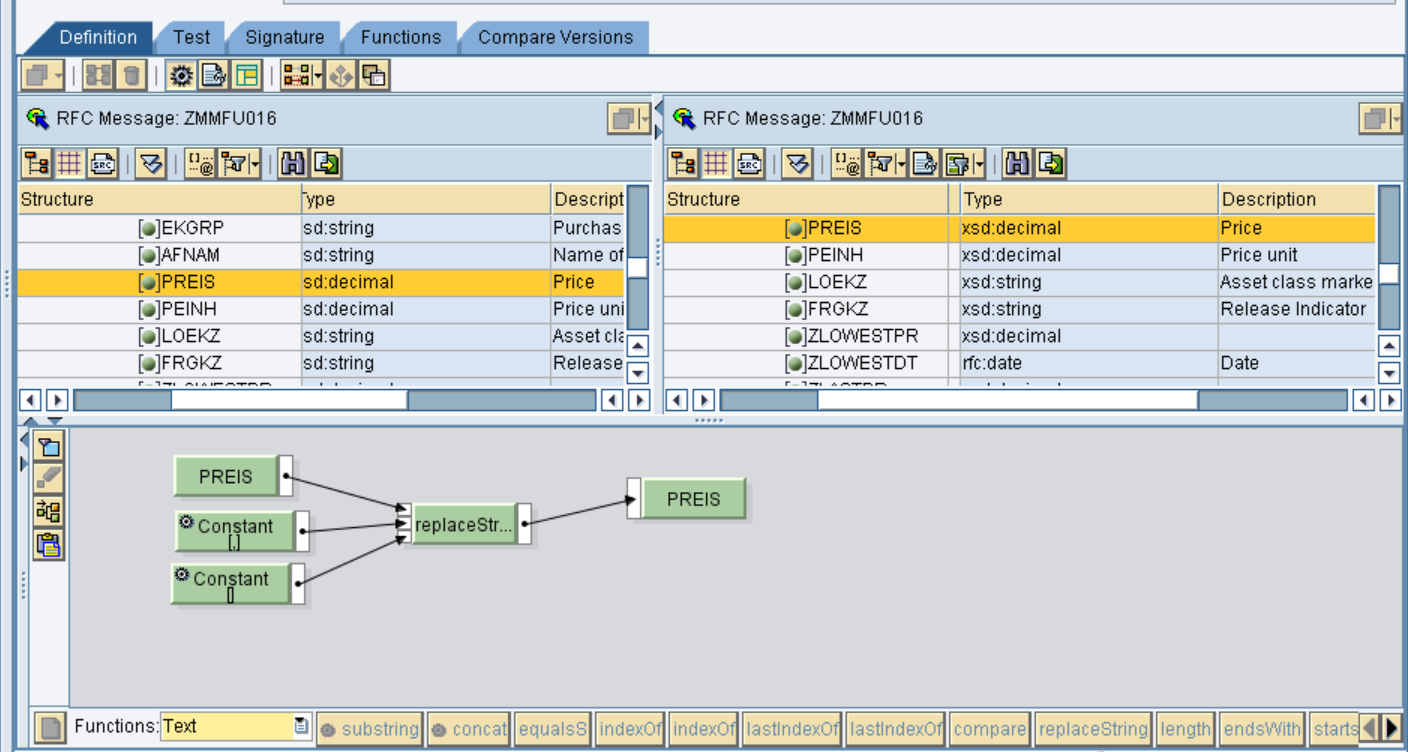 Definition Test Signature Functions Compare Versions
RFC Message: ZMMFU016
Structure ype Descript
[ ]EKGRP sd:string Purchas
[ ]AFNAM sd:string Name of
[ ]PREIS sd:decimal Price
[ ]PEINH sd:decimal Price uni
[ ]LOEKZ sd:string Asset cla
[ ]FRGKZ sd:string Release
RFC Message: ZMMFU016
Structure Type Description
[ ]PREIS xsd:decimal Price
[ ]PEINH xsd:decimal Price unit
[ ]LOEKZ xsd:string Asset class marke
[ ]FRGKZ xsd:string Release Indicator
[ ]ZLOWESTPR xsd:decimal
[ ]ZLOWESTDT rfc:date Date
PREIS
Constant
[,]
Constant
[]
replaceStr...
PREIS
Functions: Text substring concat equalsS indexOf indexOf lastIndexOf lastIndexOf compare replaceString length endsWith starts